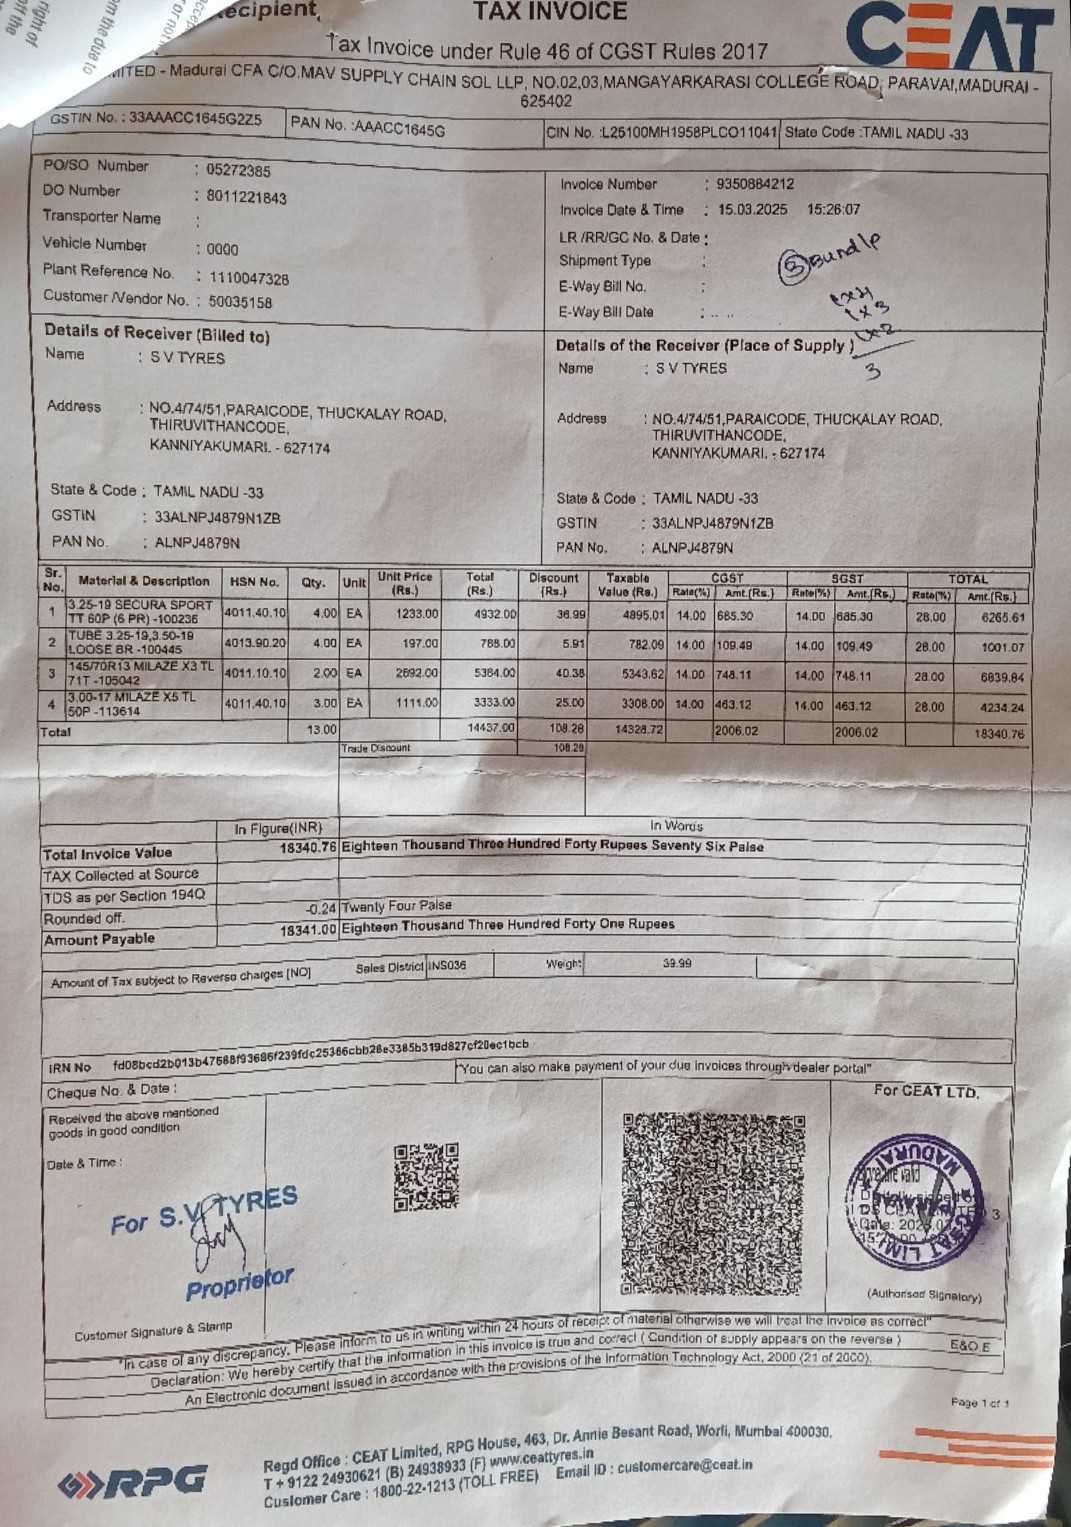 Recipient,
TAX INVOICE
CEAT
Tax Invoice under Rule 46 of CGST Rules 2017
MITED - Madurai CFA C/O.MAV SUPPLY CHAIN SOL LLP, NO.02,03,MANGAYARKARASI COLLEGE ROAD, PARAVAI,MADURAI -
625402
GSTIN No. : 33AAACC1645G2Z5 PAN No. :AAACC1645G CIN No. :L25100MH1958PLCO11041 State Code :TAMIL NADU -33
PO/SO Number : 05272385
DO Number : 8011221843
Transporter Name :
Vehicle Number : 0000
Plant Reference No. : 1110047328
Customer /Vendor No. : 50035158
Invoice Number : 9350884212
Invoice Date & Time : 15.03.2025 15:26:07
LR /RR/GC No. & Date :
Shipment Type :
E-Way Bill No. :
E-Way Bill Date : .. ..
③ Bundle
1x4
1x3
1x2
3
Details of Receiver (Billed to)
Name : S V TYRES
Address : NO.4/74/51,PARAICODE, THUCKALAY ROAD,
THIRUVITHANCODE,
KANNIYAKUMARI. - 627174
State & Code : TAMIL NADU -33
GSTIN : 33ALNPJ4879N1ZB
PAN No. : ALNPJ4879N
Details of the Receiver (Place of Supply )
Name : S V TYRES
Address : NO.4/74/51,PARAICODE, THUCKALAY ROAD,
THIRUVITHANCODE,
KANNIYAKUMARI. - 627174
State & Code : TAMIL NADU -33
GSTIN : 33ALNPJ4879N1ZB
PAN No. : ALNPJ4879N
Sr. No. Material & Description HSN No. Qty. Unit Unit Price (Rs.) Total (Rs.) Discount (Rs.) Taxable Value (Rs.) CGST Rate(%) Amt.(Rs.) SGST Rate(%) Amt.(Rs.) TOTAL Rate(%) Amt.(Rs.)
1 3.25-19 SECURA SPORT TT 60P (6 PR) -100236 4011.40.10 4.00 EA 1233.00 4932.00 36.99 4895.01 14.00 685.30 14.00 685.30 28.00 6265.61
2 TUBE 3.25-19,3.50-19 LOOSE BR -100445 4013.90.20 4.00 EA 197.00 788.00 5.91 782.09 14.00 109.49 14.00 109.49 28.00 1001.07
3 145/70R13 MILAZE X3 TL 71T -105042 4011.10.10 2.00 EA 2692.00 5384.00 40.38 5343.62 14.00 748.11 14.00 748.11 28.00 6839.84
4 3.00-17 MILAZE X5 TL 50P -113614 4011.40.10 3.00 EA 1111.00 3333.00 25.00 3308.00 14.00 463.12 14.00 463.12 28.00 4234.24
Total 13.00 14437.00 108.28 14328.72 2006.02 2006.02 18340.76
Trade Discount 108.28
In Figure(INR) In Words
Total Invoice Value 18340.76 Eighteen Thousand Three Hundred Forty Rupees Seventy Six Paise
TAX Collected at Source
TDS as per Section 194Q
Rounded off. -0.24 Twenty Four Paise
Amount Payable 18341.00 Eighteen Thousand Three Hundred Forty One Rupees
Amount of Tax subject to Reverse charges [NO] Sales District INS036 Weight 39.99
IRN No fd08bcd2b013b47688f93686f239fdc25386cbb28e3385b319d827cf20ec1bcb
"You can also make payment of your due invoices through dealer portal"
Cheque No. & Date :
Received the above mentioned
goods in good condition
Date & Time :
For S.V. TYRES
Proprietor
Customer Signature & Stamp
For CEAT LTD.
MADURAI
CEAT LIMITED
(Authorised Signatory)
"In case of any discrepancy. Please inform to us in writing within 24 hours of receipt of material otherwise we will treat the invoice as correct"
Declaration: We hereby certify that the information in this invoice is true and correct ( Condition of supply appears on the reverse )
E&O E
An Electronic document issued in accordance with the provisions of the Information Technology Act, 2000 (21 of 2000).
Page 1 of 1
RPG
Regd Office : CEAT Limited, RPG House, 463, Dr. Annie Besant Road, Worli, Mumbai 400030.
T + 9122 24930621 (B) 24938933 (F) www.ceattyres.in
Customer Care : 1800-22-1213 (TOLL FREE) Email ID : customercare@ceat.in